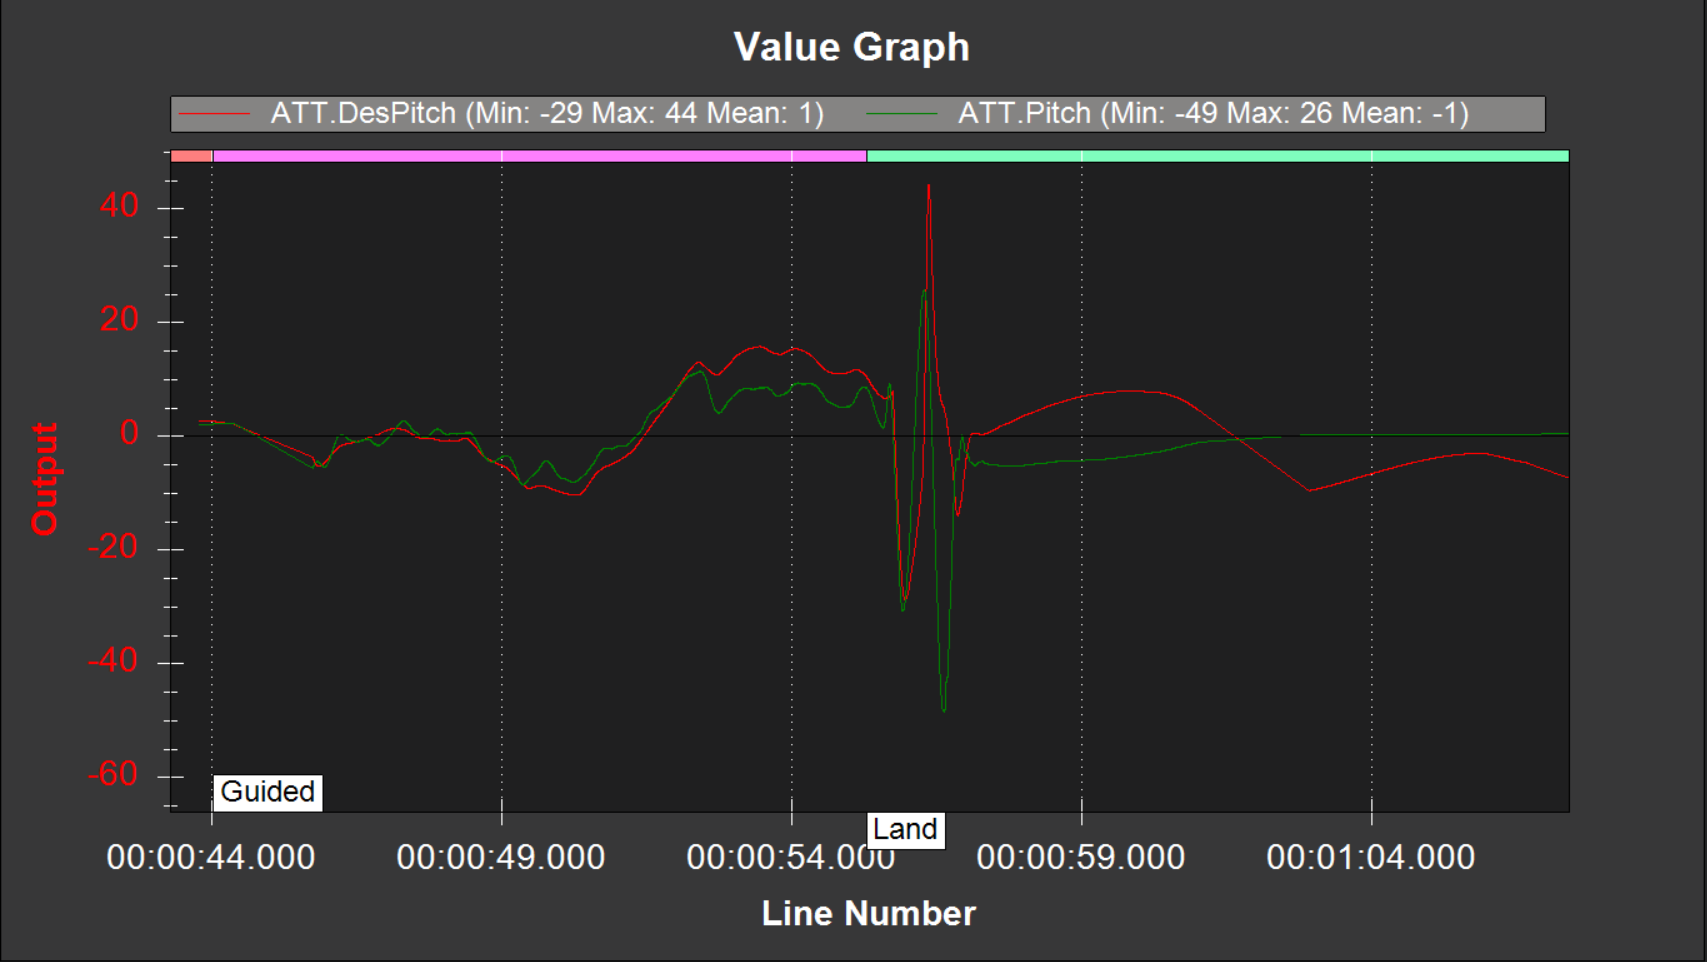 Value Graph
ATT.DesPitch (Min: -29 Max: 44 Mean: 1) ATT.Pitch (Min: -49 Max: 26 Mean: -1)
40
20
0
-20
-40
-60
Output
Guided
Land
00:00:44.000 00:00:49.000 00:00:54.000 00:00:59.000 00:01:04.000
Line Number